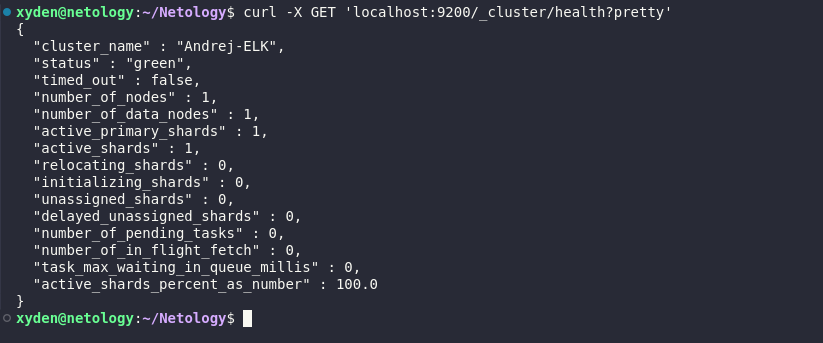 xyden@netology:~/Netology$ curl -X GET 'localhost:9200/_cluster/health?pretty'
{
  "cluster_name" : "Andrej-ELK",
  "status" : "green",
  "timed_out" : false,
  "number_of_nodes" : 1,
  "number_of_data_nodes" : 1,
  "active_primary_shards" : 1,
  "active_shards" : 1,
  "relocating_shards" : 0,
  "initializing_shards" : 0,
  "unassigned_shards" : 0,
  "delayed_unassigned_shards" : 0,
  "number_of_pending_tasks" : 0,
  "number_of_in_flight_fetch" : 0,
  "task_max_waiting_in_queue_millis" : 0,
  "active_shards_percent_as_number" : 100.0
}
xyden@netology:~/Netology$